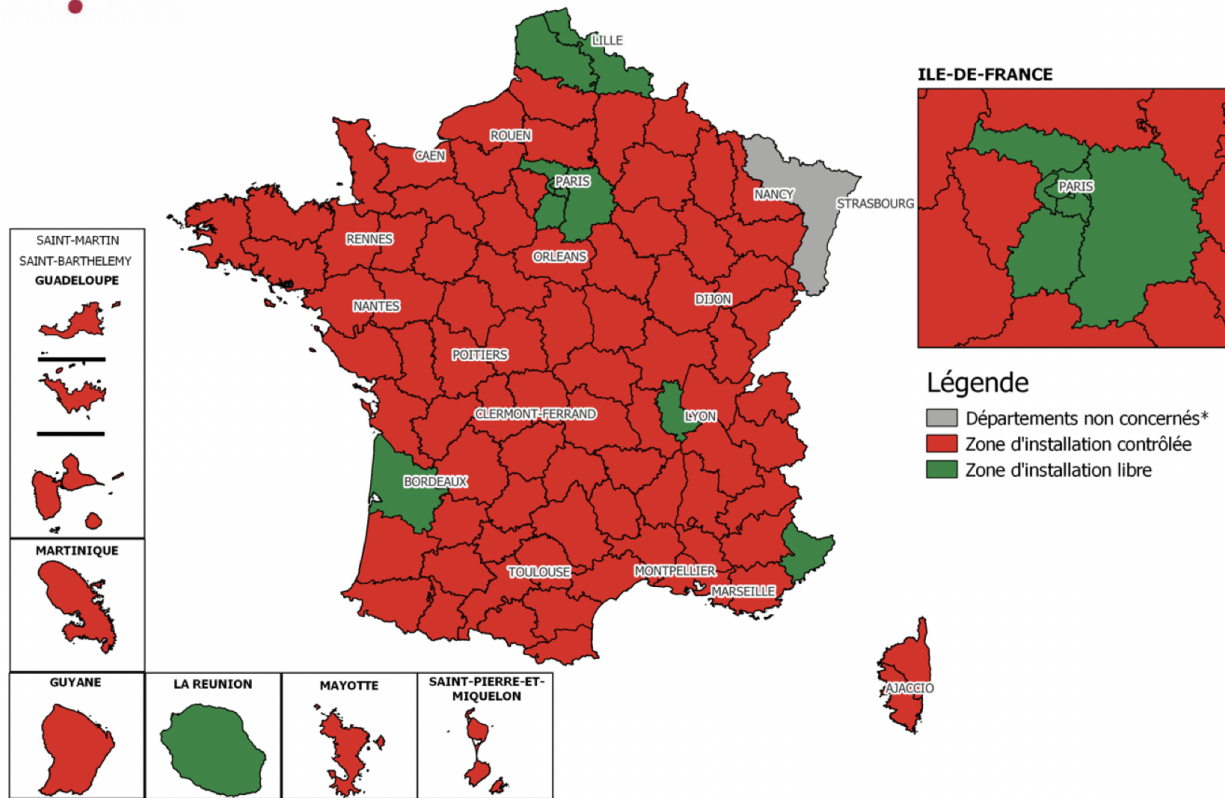 LILLE
ILE-DE-FRANCE
ROUEN
CAEN
PARIS
NANCY
STRASBOURG
PARIS
SAINT-MARTIN
SAINT-BARTHELEMY
GUADELOUPE
RENNES
ORLEANS
NANTES
DIJON
POITIERS
Légende
CLERMONT-FERRAND
LYON
Départements non concernés*
Zone d'installation contrôlée
Zone d'installation libre
BORDEAUX
MARTINIQUE
TOULOUSE
MONTPELLIER
MARSEILLE
AJACCIO
GUYANE
LA REUNION
MAYOTTE
SAINT-PIERRE-ET-
MIQUELON